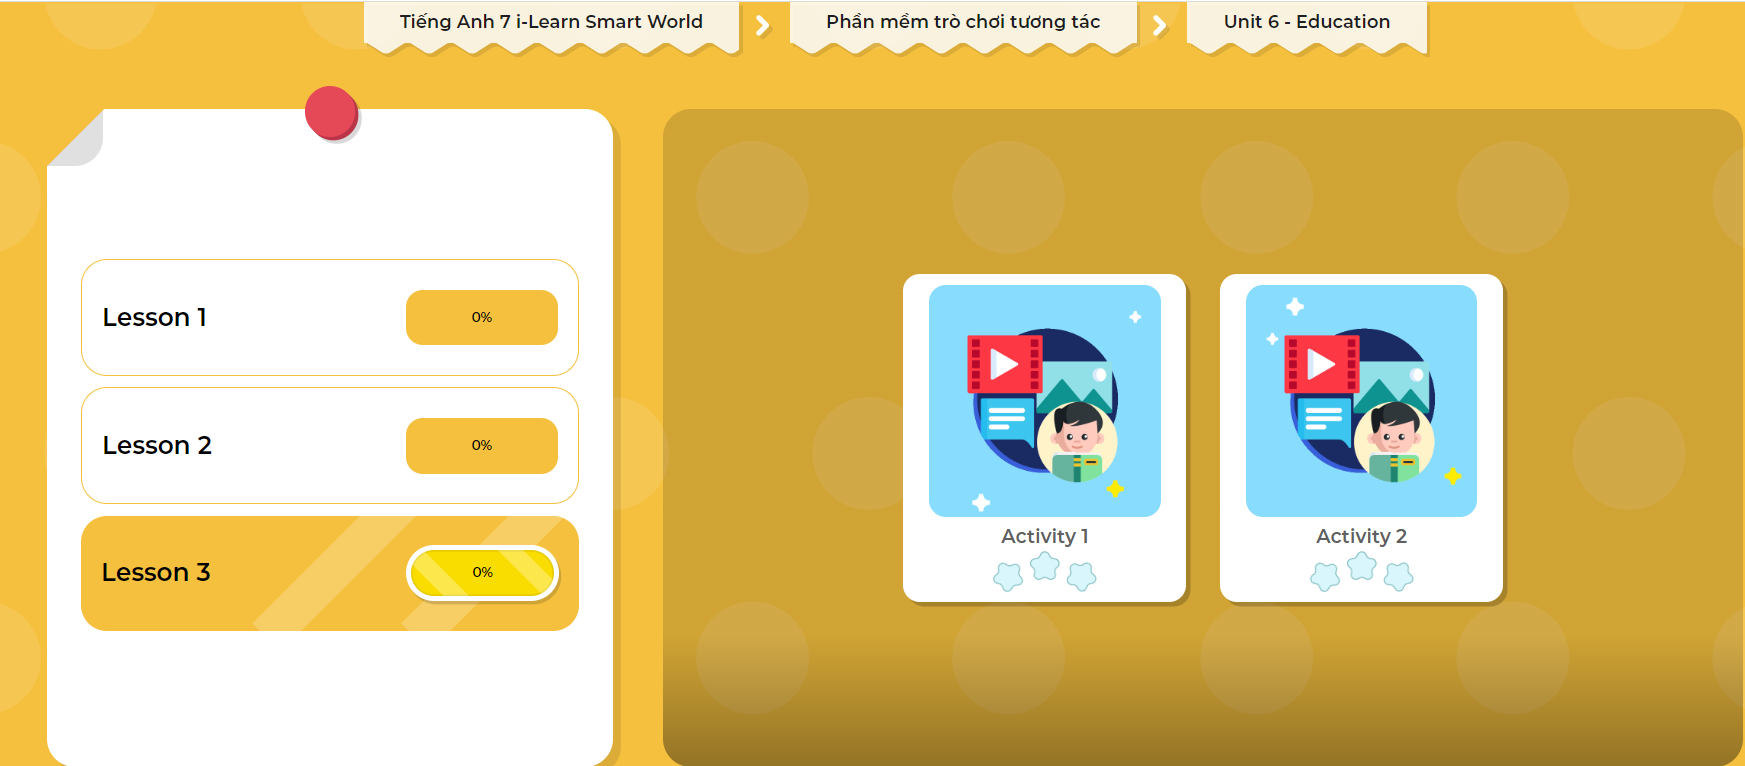 Tiếng Anh 7 i-Learn Smart World
Phần mềm trò chơi tương tác
Unit 6 - Education
Lesson 1
0%
Lesson 2
0%
Lesson 3
0%
Activity 1
Activity 2